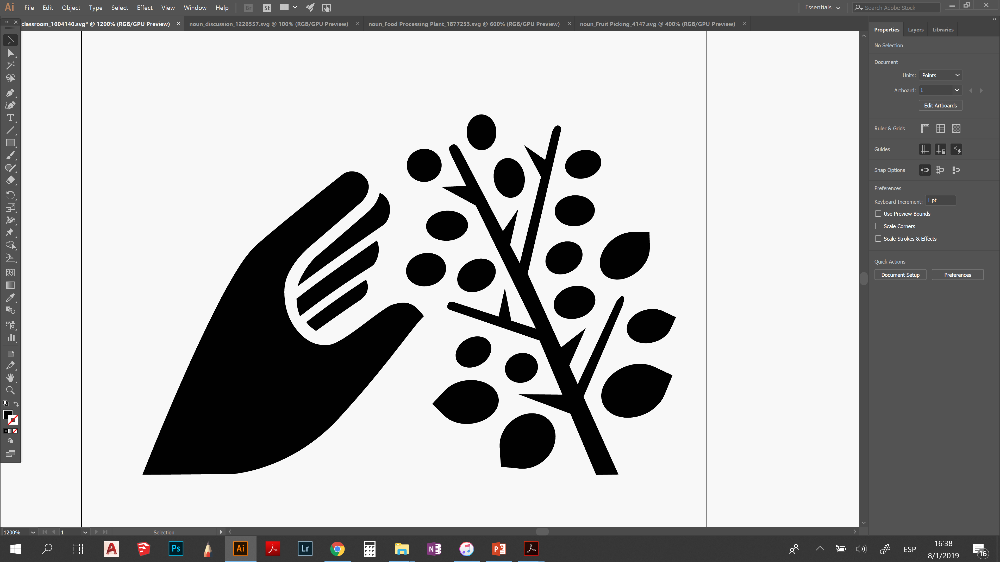 Ai File Edit Object Type Select Effect View Window Help Br St Essentials Search Adobe Stock
classroom_1604140.svg* @ 1200% (RGB/GPU Preview) noun_discussion_1226557.svg @ 100% (RGB/GPU Preview) noun_Food Processing Plant_1877253.svg @ 600% (RGB/GPU Preview) noun_Fruit Picking_4147.svg @ 400% (RGB/GPU Preview)
Properties Layers Libraries
No Selection
Document
Units: Points
Artboard: 1
Edit Artboards
Ruler & Grids
Guides
Snap Options
Preferences
Keyboard Increment: 1 pt
Use Preview Bounds
Scale Corners
Scale Strokes & Effects
Quick Actions
Document Setup Preferences
1200% 1 Selection
Ps Ai Lr N P ESP 16:38
8/1/2019 16